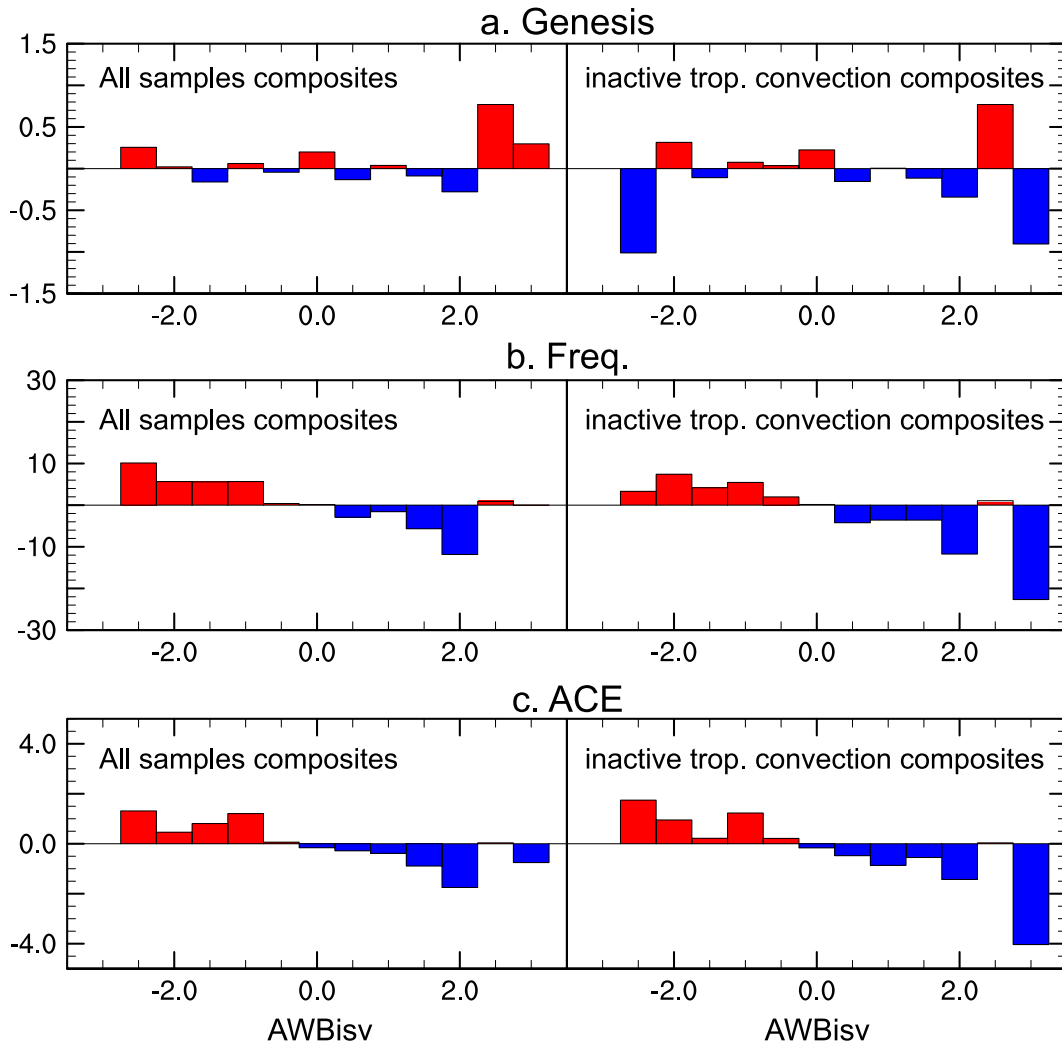 a. Genesis
1.5
0.5
-0.5
-1.5
All samples composites
inactive trop. convection composites
-2.0 0.0 2.0 -2.0 0.0 2.0
b. Freq.
30
10
-10
-30
All samples composites
inactive trop. convection composites
-2.0 0.0 2.0 -2.0 0.0 2.0
c. ACE
4.0
0.0
-4.0
All samples composites
inactive trop. convection composites
-2.0 0.0 2.0 -2.0 0.0 2.0
AWBisv AWBisv